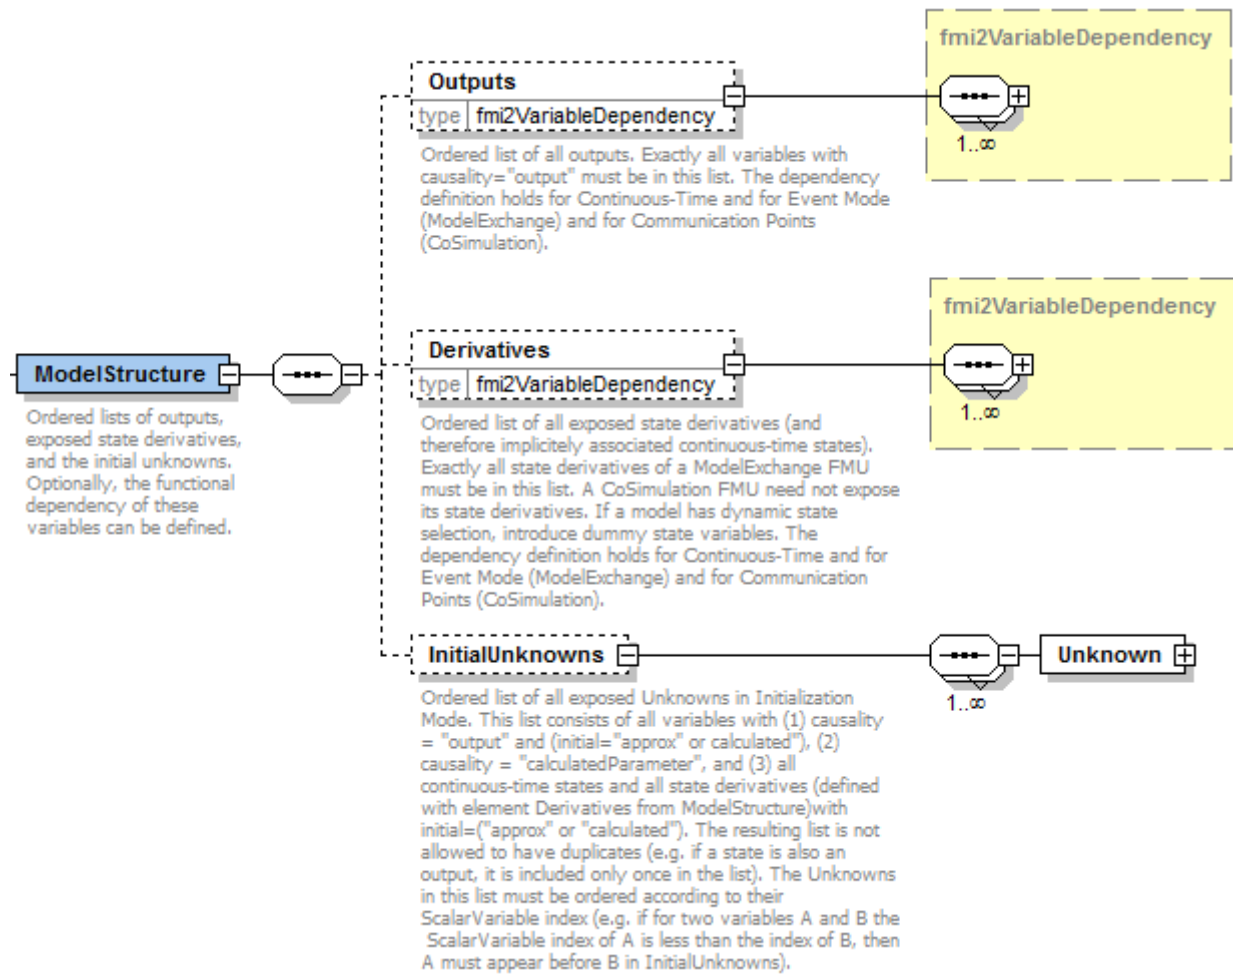 fmi2VariableDependency
Outputs
type fmi2VariableDependency
1..∞
Ordered list of all outputs. Exactly all variables with
causality="output" must be in this list. The dependency
definition holds for Continuous-Time and for Event Mode
(ModelExchange) and for Communication Points
(CoSimulation).
fmi2VariableDependency
Derivatives
type fmi2VariableDependency
1..∞
Ordered list of all exposed state derivatives (and
therefore implicitely associated continuous-time states).
Exactly all state derivatives of a ModelExchange FMU
must be in this list. A CoSimulation FMU need not expose
its state derivatives. If a model has dynamic state
selection, introduce dummy state variables. The
dependency definition holds for Continuous-Time and for
Event Mode (ModelExchange) and for Communication
Points (CoSimulation).
ModelStructure
Ordered lists of outputs,
exposed state derivatives,
and the initial unknowns.
Optionally, the functional
dependency of these
variables can be defined.
InitialUnknowns
Unknown
1..∞
Ordered list of all exposed Unknowns in Initialization
Mode. This list consists of all variables with (1) causality
= "output" and (initial="approx" or calculated"), (2)
causality = "calculatedParameter", and (3) all
continuous-time states and all state derivatives (defined
with element Derivatives from ModelStructure)with
initial=("approx" or "calculated"). The resulting list is not
allowed to have duplicates (e.g. if a state is also an
output, it is included only once in the list). The Unknowns
in this list must be ordered according to their
ScalarVariable index (e.g. if for two variables A and B the
ScalarVariable index of A is less than the index of B, then
A must appear before B in InitialUnknowns).